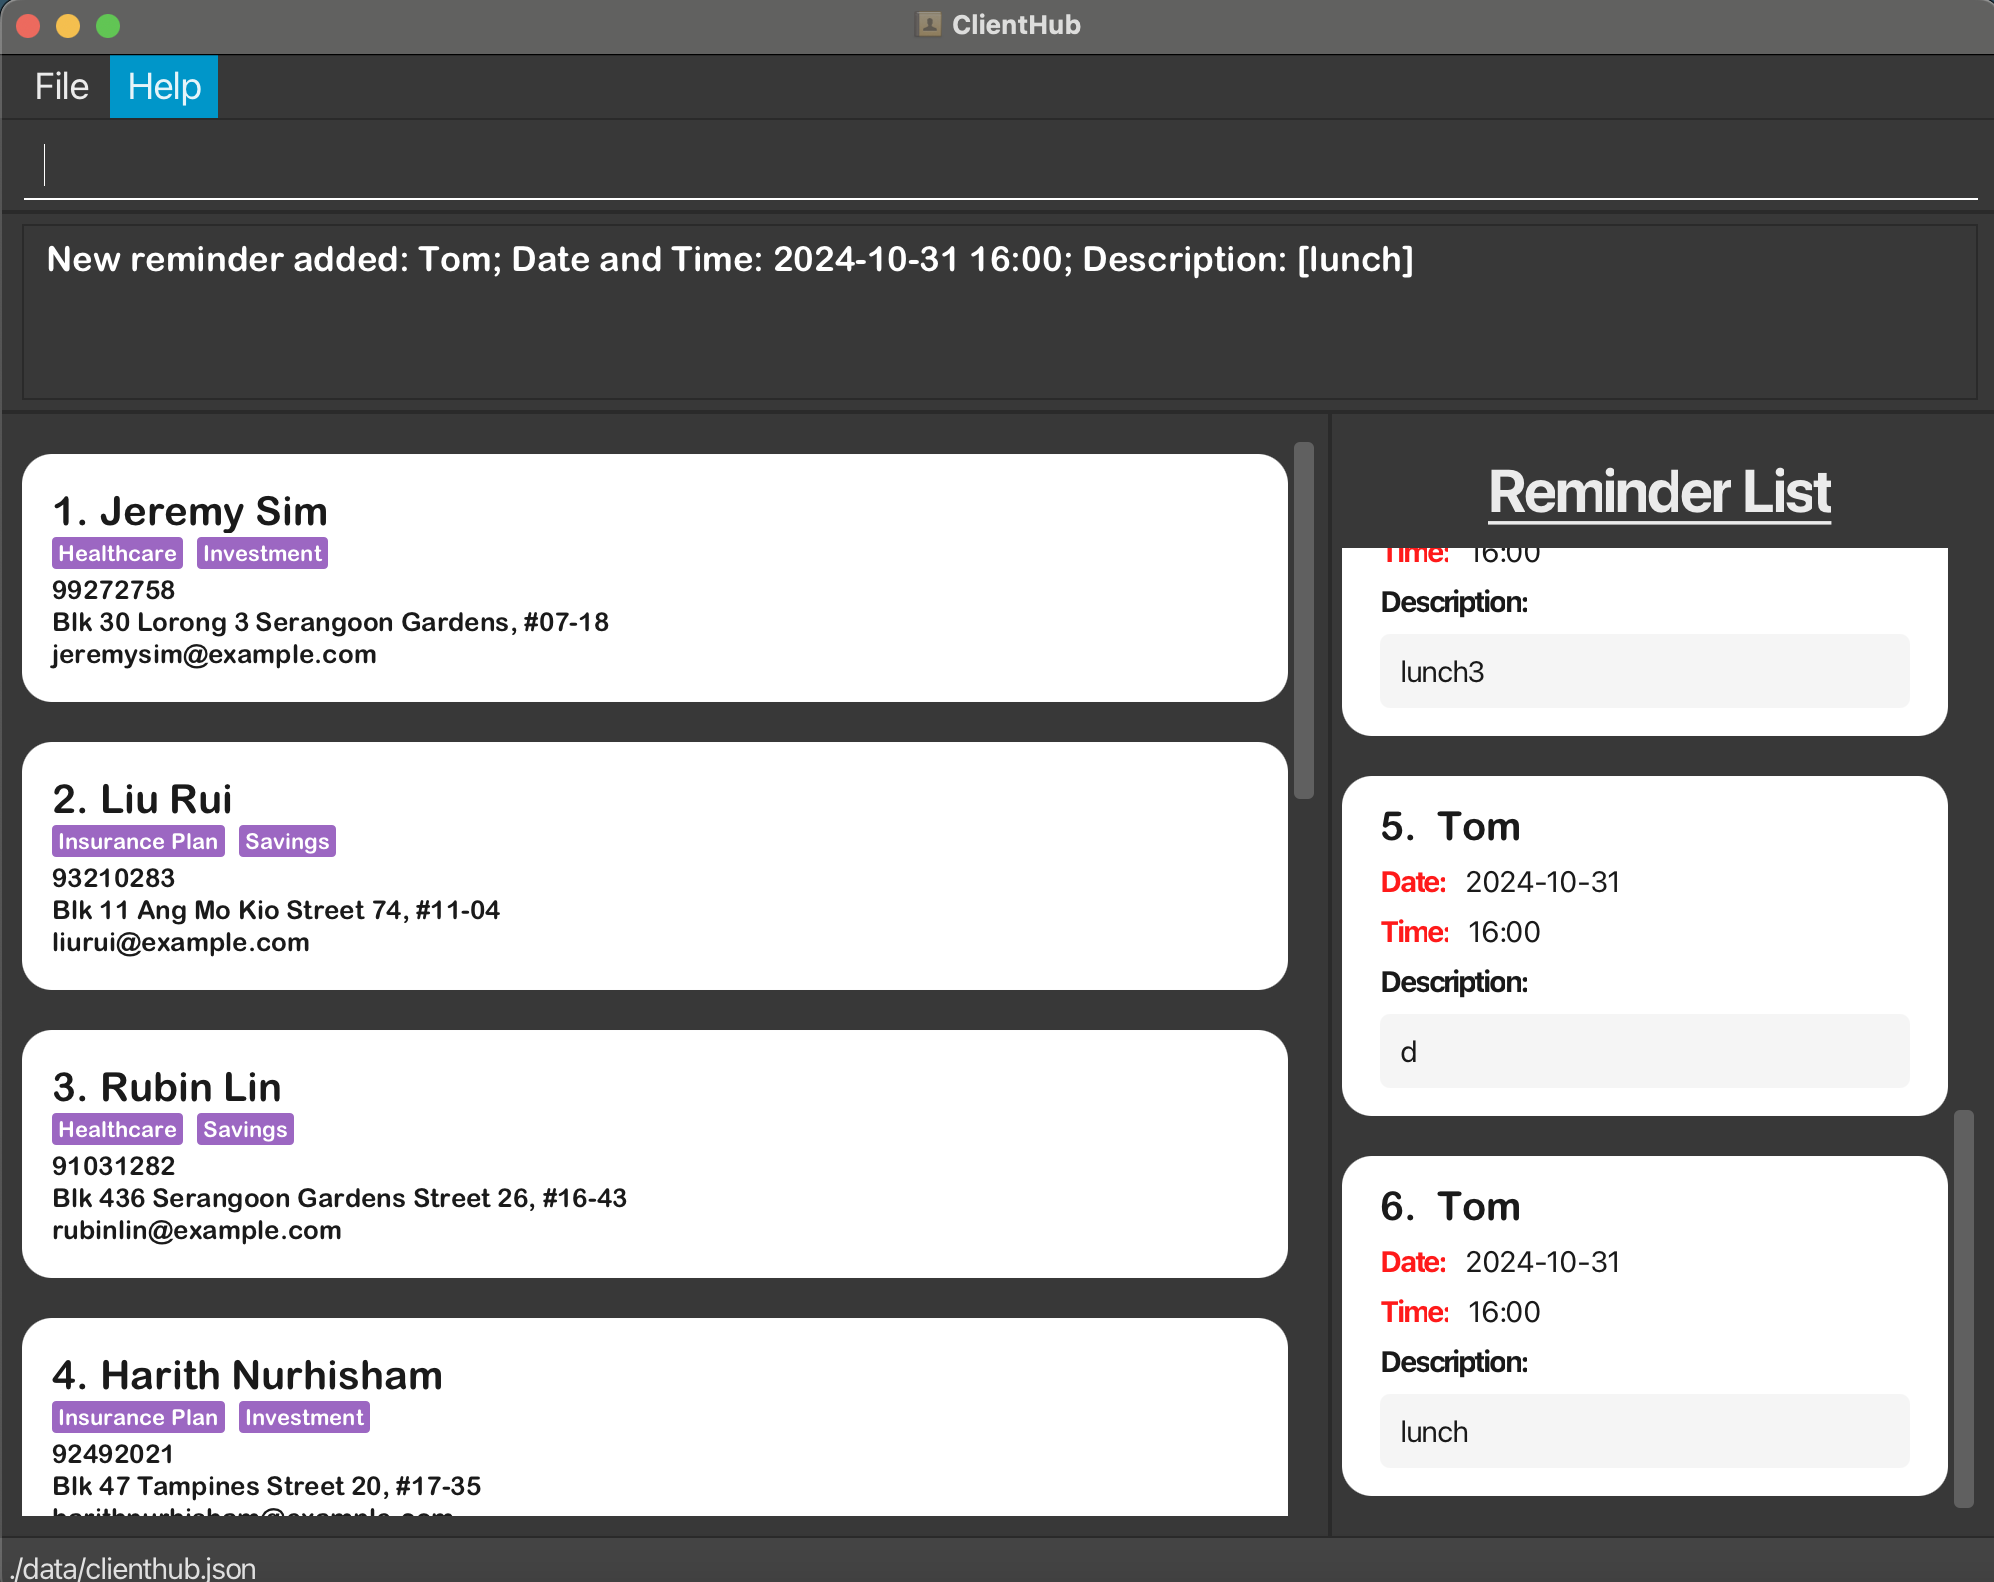 ClientHub
File Help
New reminder added: Tom; Date and Time: 2024-10-31 16:00; Description: [lunch]
1. Jeremy Sim
Healthcare Investment
99272758
Blk 30 Lorong 3 Serangoon Gardens, #07-18
jeremysim@example.com
2. Liu Rui
Insurance Plan Savings
93210283
Blk 11 Ang Mo Kio Street 74, #11-04
liurui@example.com
3. Rubin Lin
Healthcare Savings
91031282
Blk 436 Serangoon Gardens Street 26, #16-43
rubinlin@example.com
4. Harith Nurhisham
Insurance Plan Investment
92492021
Blk 47 Tampines Street 20, #17-35
harithnurhisham@example.com
Reminder List
Time: 16:00
Description:
lunch3
5. Tom
Date: 2024-10-31
Time: 16:00
Description:
d
6. Tom
Date: 2024-10-31
Time: 16:00
Description:
lunch
./data/clienthub.json